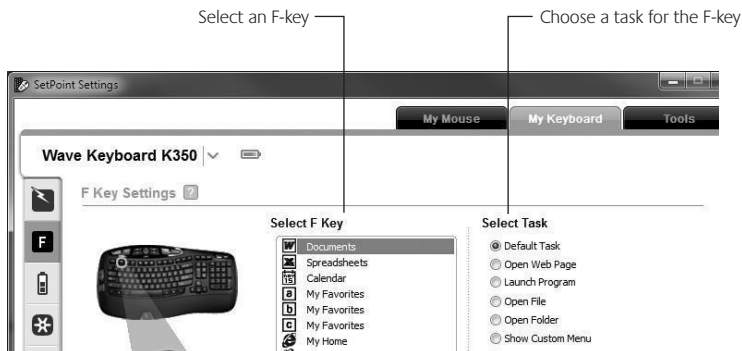 Select an F-key
Choose a task for the F-key
SetPoint Settings
My Mouse
My Keyboard
Tools
Wave Keyboard K350
F Key Settings ?
Select F Key
Select Task
F
W Documents
X Spreadsheets
15 Calendar
a My Favorites
b My Favorites
c My Favorites
My Home
Default Task
Open Web Page
Launch Program
Open File
Open Folder
Show Custom Menu